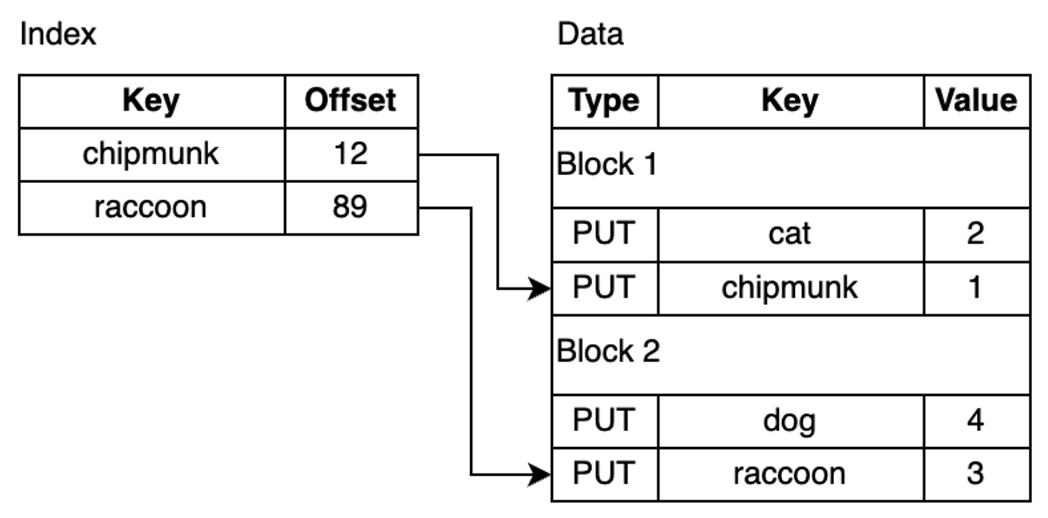 Index
Key Offset
chipmunk 12
raccoon 89
Data
Type Key Value
Block 1
PUT cat 2
PUT chipmunk 1
Block 2
PUT dog 4
PUT raccoon 3